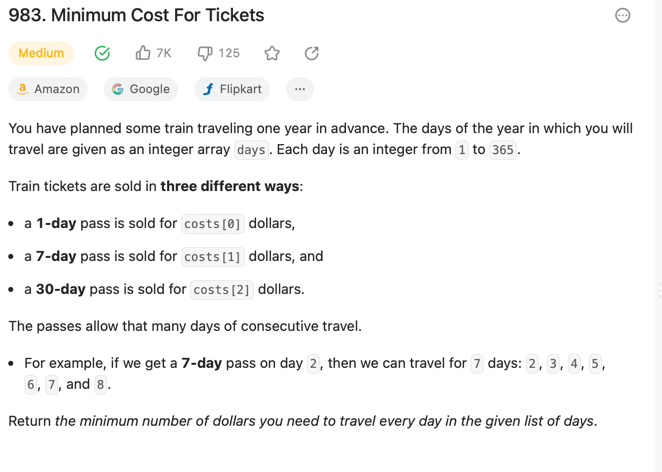 983. Minimum Cost For Tickets
Medium 7K 125
Amazon Google Flipkart ...
You have planned some train traveling one year in advance. The days of the year in which you will
travel are given as an integer array days. Each day is an integer from 1 to 365.
Train tickets are sold in three different ways:
• a 1-day pass is sold for costs[0] dollars,
• a 7-day pass is sold for costs[1] dollars, and
• a 30-day pass is sold for costs[2] dollars.
The passes allow that many days of consecutive travel.
• For example, if we get a 7-day pass on day 2, then we can travel for 7 days: 2, 3, 4, 5,
6, 7, and 8.
Return the minimum number of dollars you need to travel every day in the given list of days.